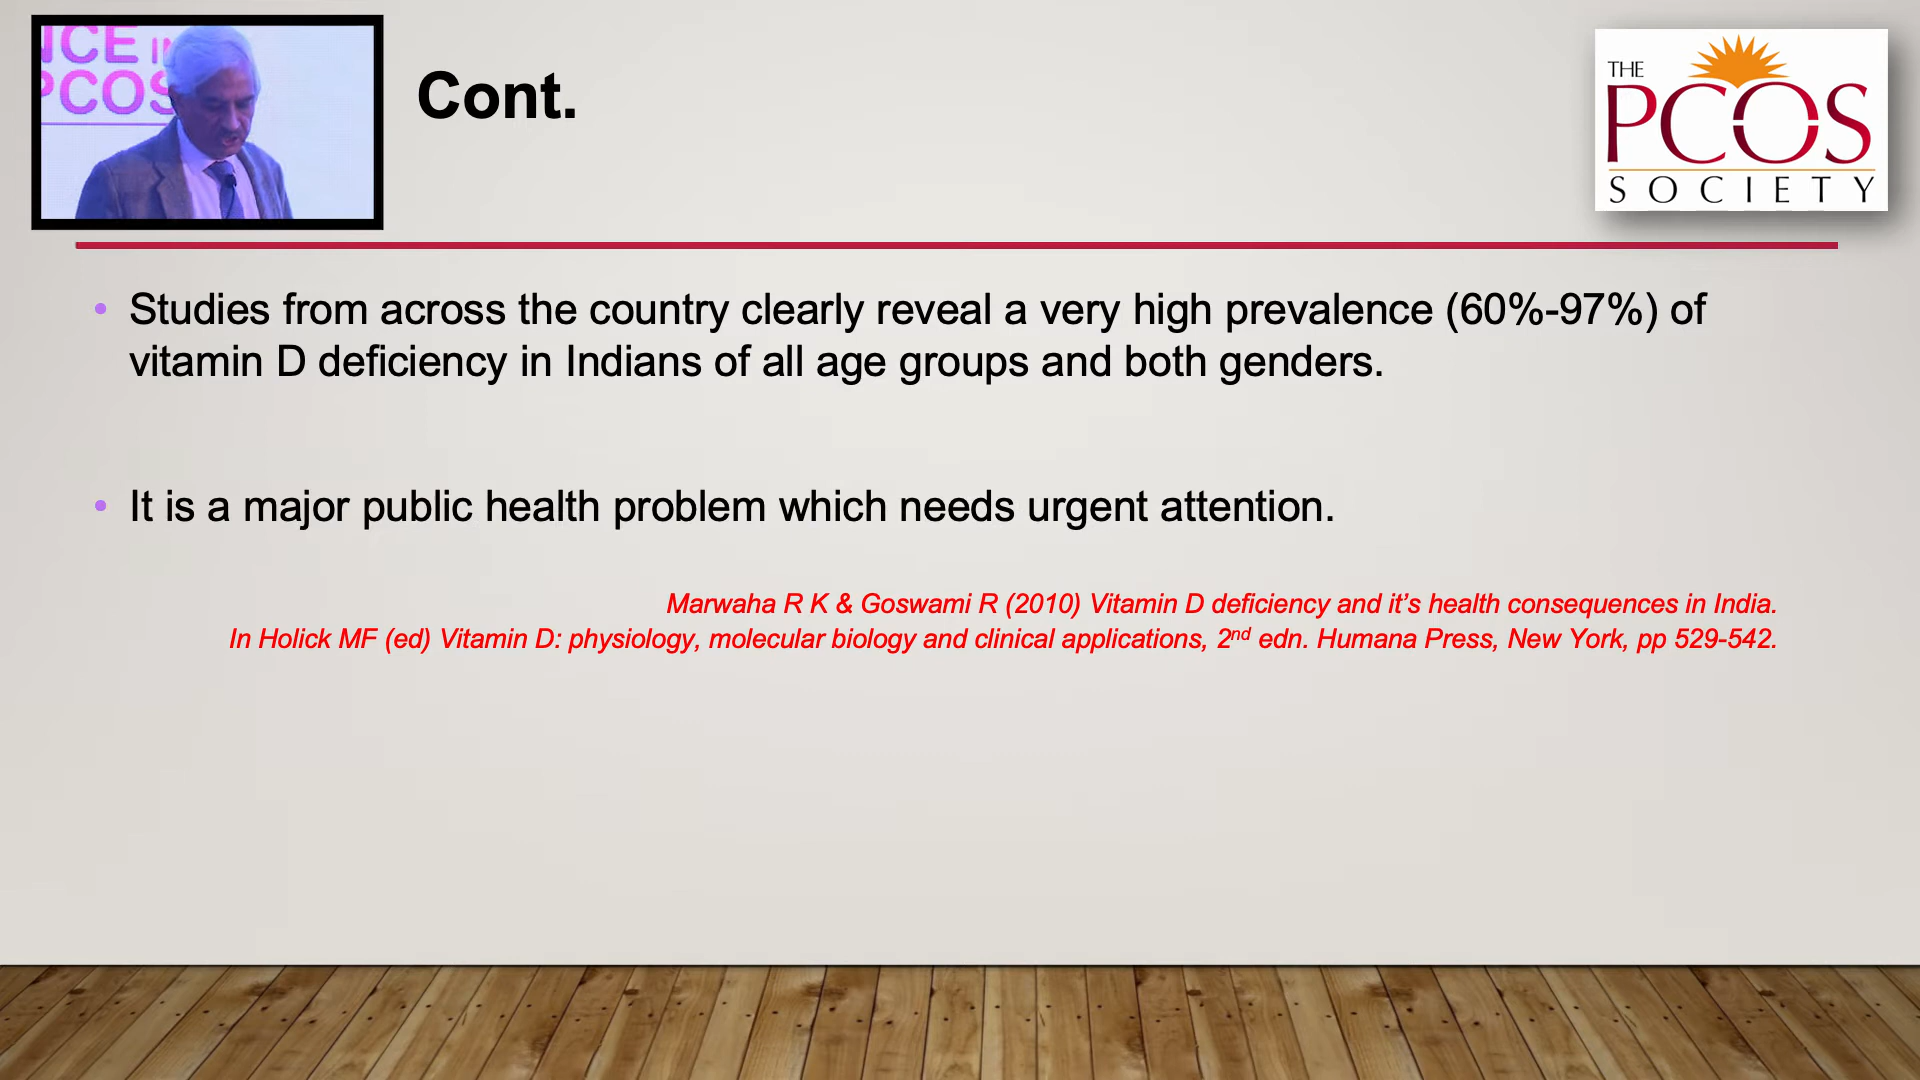 NCE IN
PCOS
Cont.
THE
PCOS
SOCIETY
• Studies from across the country clearly reveal a very high prevalence (60%-97%) of
vitamin D deficiency in Indians of all age groups and both genders.
• It is a major public health problem which needs urgent attention.
Marwaha R K & Goswami R (2010) Vitamin D deficiency and it’s health consequences in India.
In Holick MF (ed) Vitamin D: physiology, molecular biology and clinical applications, 2nd edn. Humana Press, New York, pp 529-542.